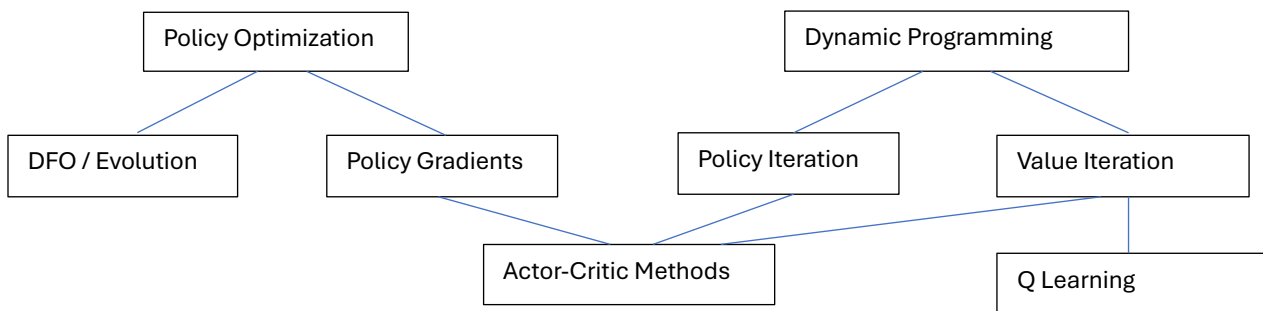 Policy Optimization
Dynamic Programming
DFO / Evolution
Policy Gradients
Policy Iteration
Value Iteration
Actor-Critic Methods
Q Learning